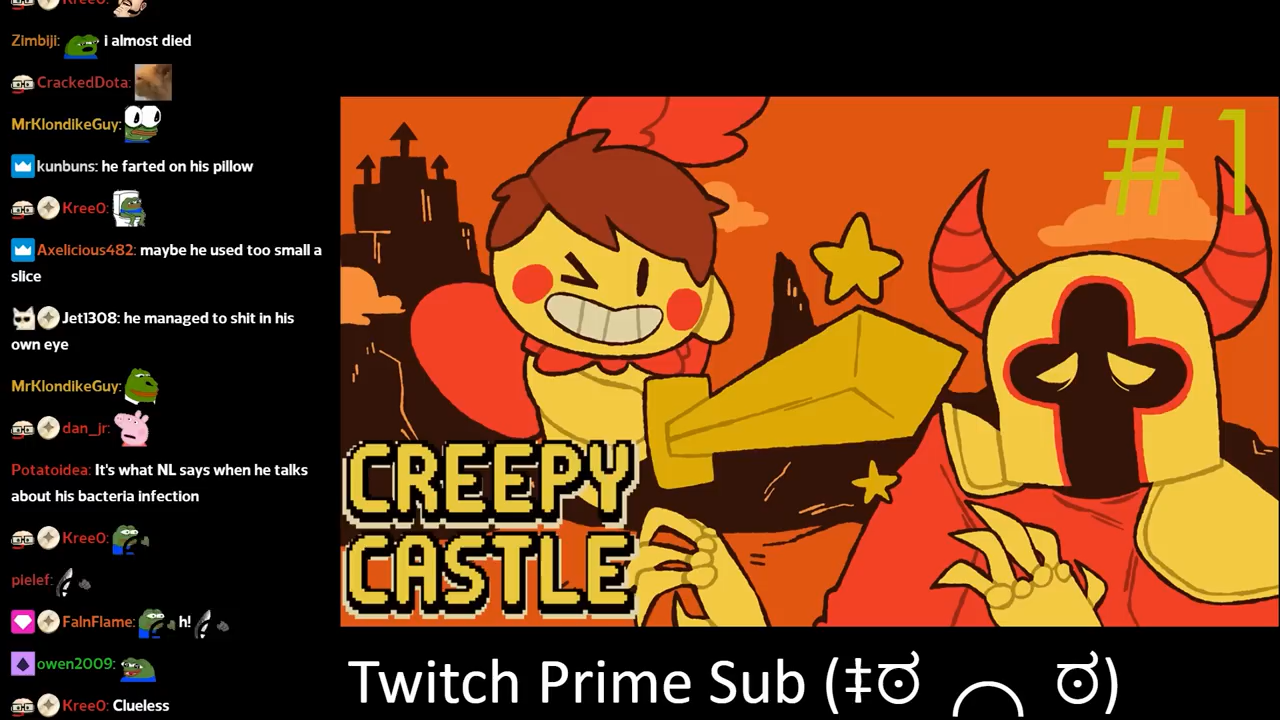 KreeO:
Zimbiji: i almost died
CrackedDota:
MrKlondikeGuy:
kunbuns: he farted on his pillow
KreeO:
Axelicious482: maybe he used too small a
slice
Jet1308: he managed to shit in his
own eye
MrKlondikeGuy:
dan_jr:
Potatoidea: It's what NL says when he talks
about his bacteria infection
KreeO:
pielef:
FalnFlame: h!
owen2009:
KreeO: Clueless
#1
CREEPY
CASTLE
Twitch Prime Sub (‡ಠ ⁀ ಠ)